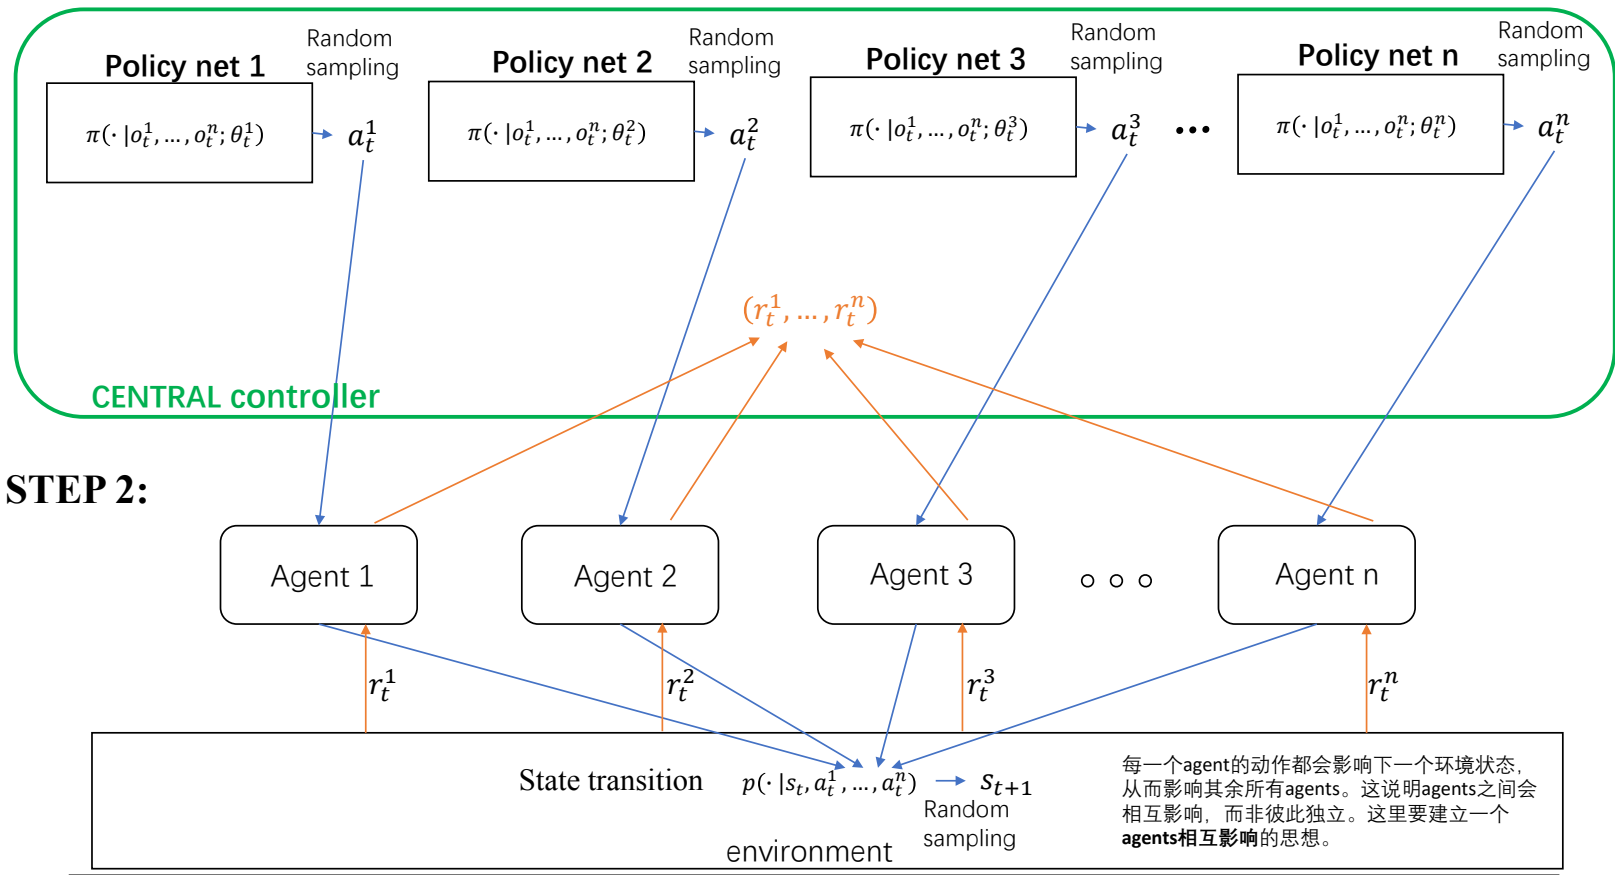 Policy net 1
Random
sampling
Policy net 2
Random
sampling
Policy net 3
Random
sampling
Policy net n
Random
sampling
π(· |o_t^1, …, o_t^n; θ_t^1)
a_t^1
π(· |o_t^1, …, o_t^n; θ_t^2)
a_t^2
π(· |o_t^1, …, o_t^n; θ_t^3)
a_t^3
•••
π(· |o_t^1, …, o_t^n; θ_t^n)
a_t^n
(r_t^1, … , r_t^n)
CENTRAL controller
STEP 2:
Agent 1
Agent 2
Agent 3
Agent n
r_t^1
r_t^2
r_t^3
r_t^n
State transition
p(· |s_t, a_t^1, …, a_t^n)
s_{t+1}
Random
sampling
environment
每一个agent的动作都会影响下一个环境状态,
从而影响其余所有agents。这说明agents之间会
相互影响，而非彼此独立。这里要建立一个
agents相互影响的思想。